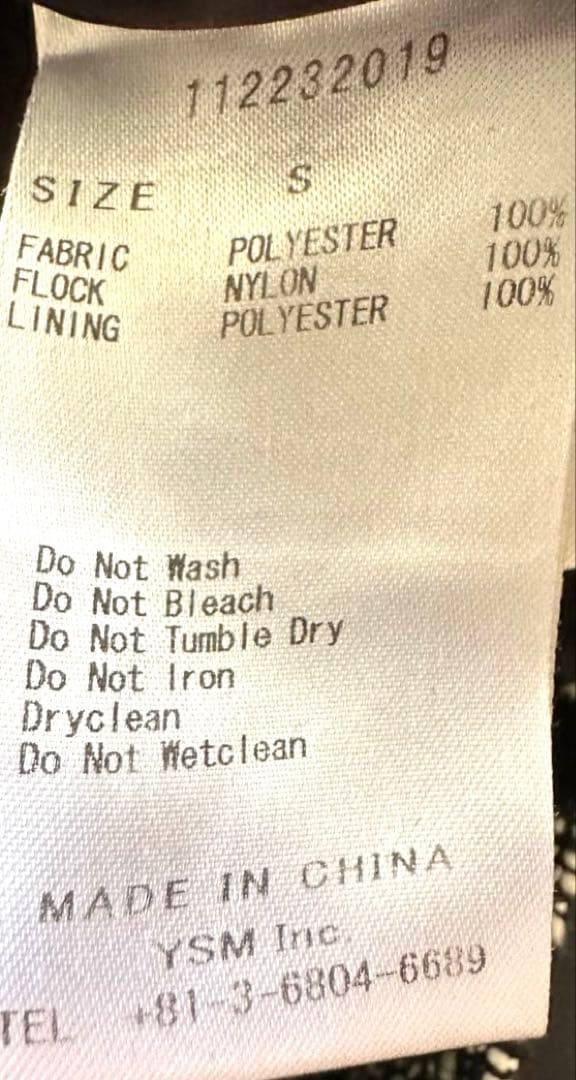 112232019
SIZE S
FABRIC POLYESTER 100%
FLOCK NYLON 100%
LINING POLYESTER 100%
Do Not Wash
Do Not Bleach
Do Not Tumble Dry
Do Not Iron
Dryclean
Do Not Wetclean
MADE IN CHINA
YSM Inc.
TEL +81-3-6804-6689